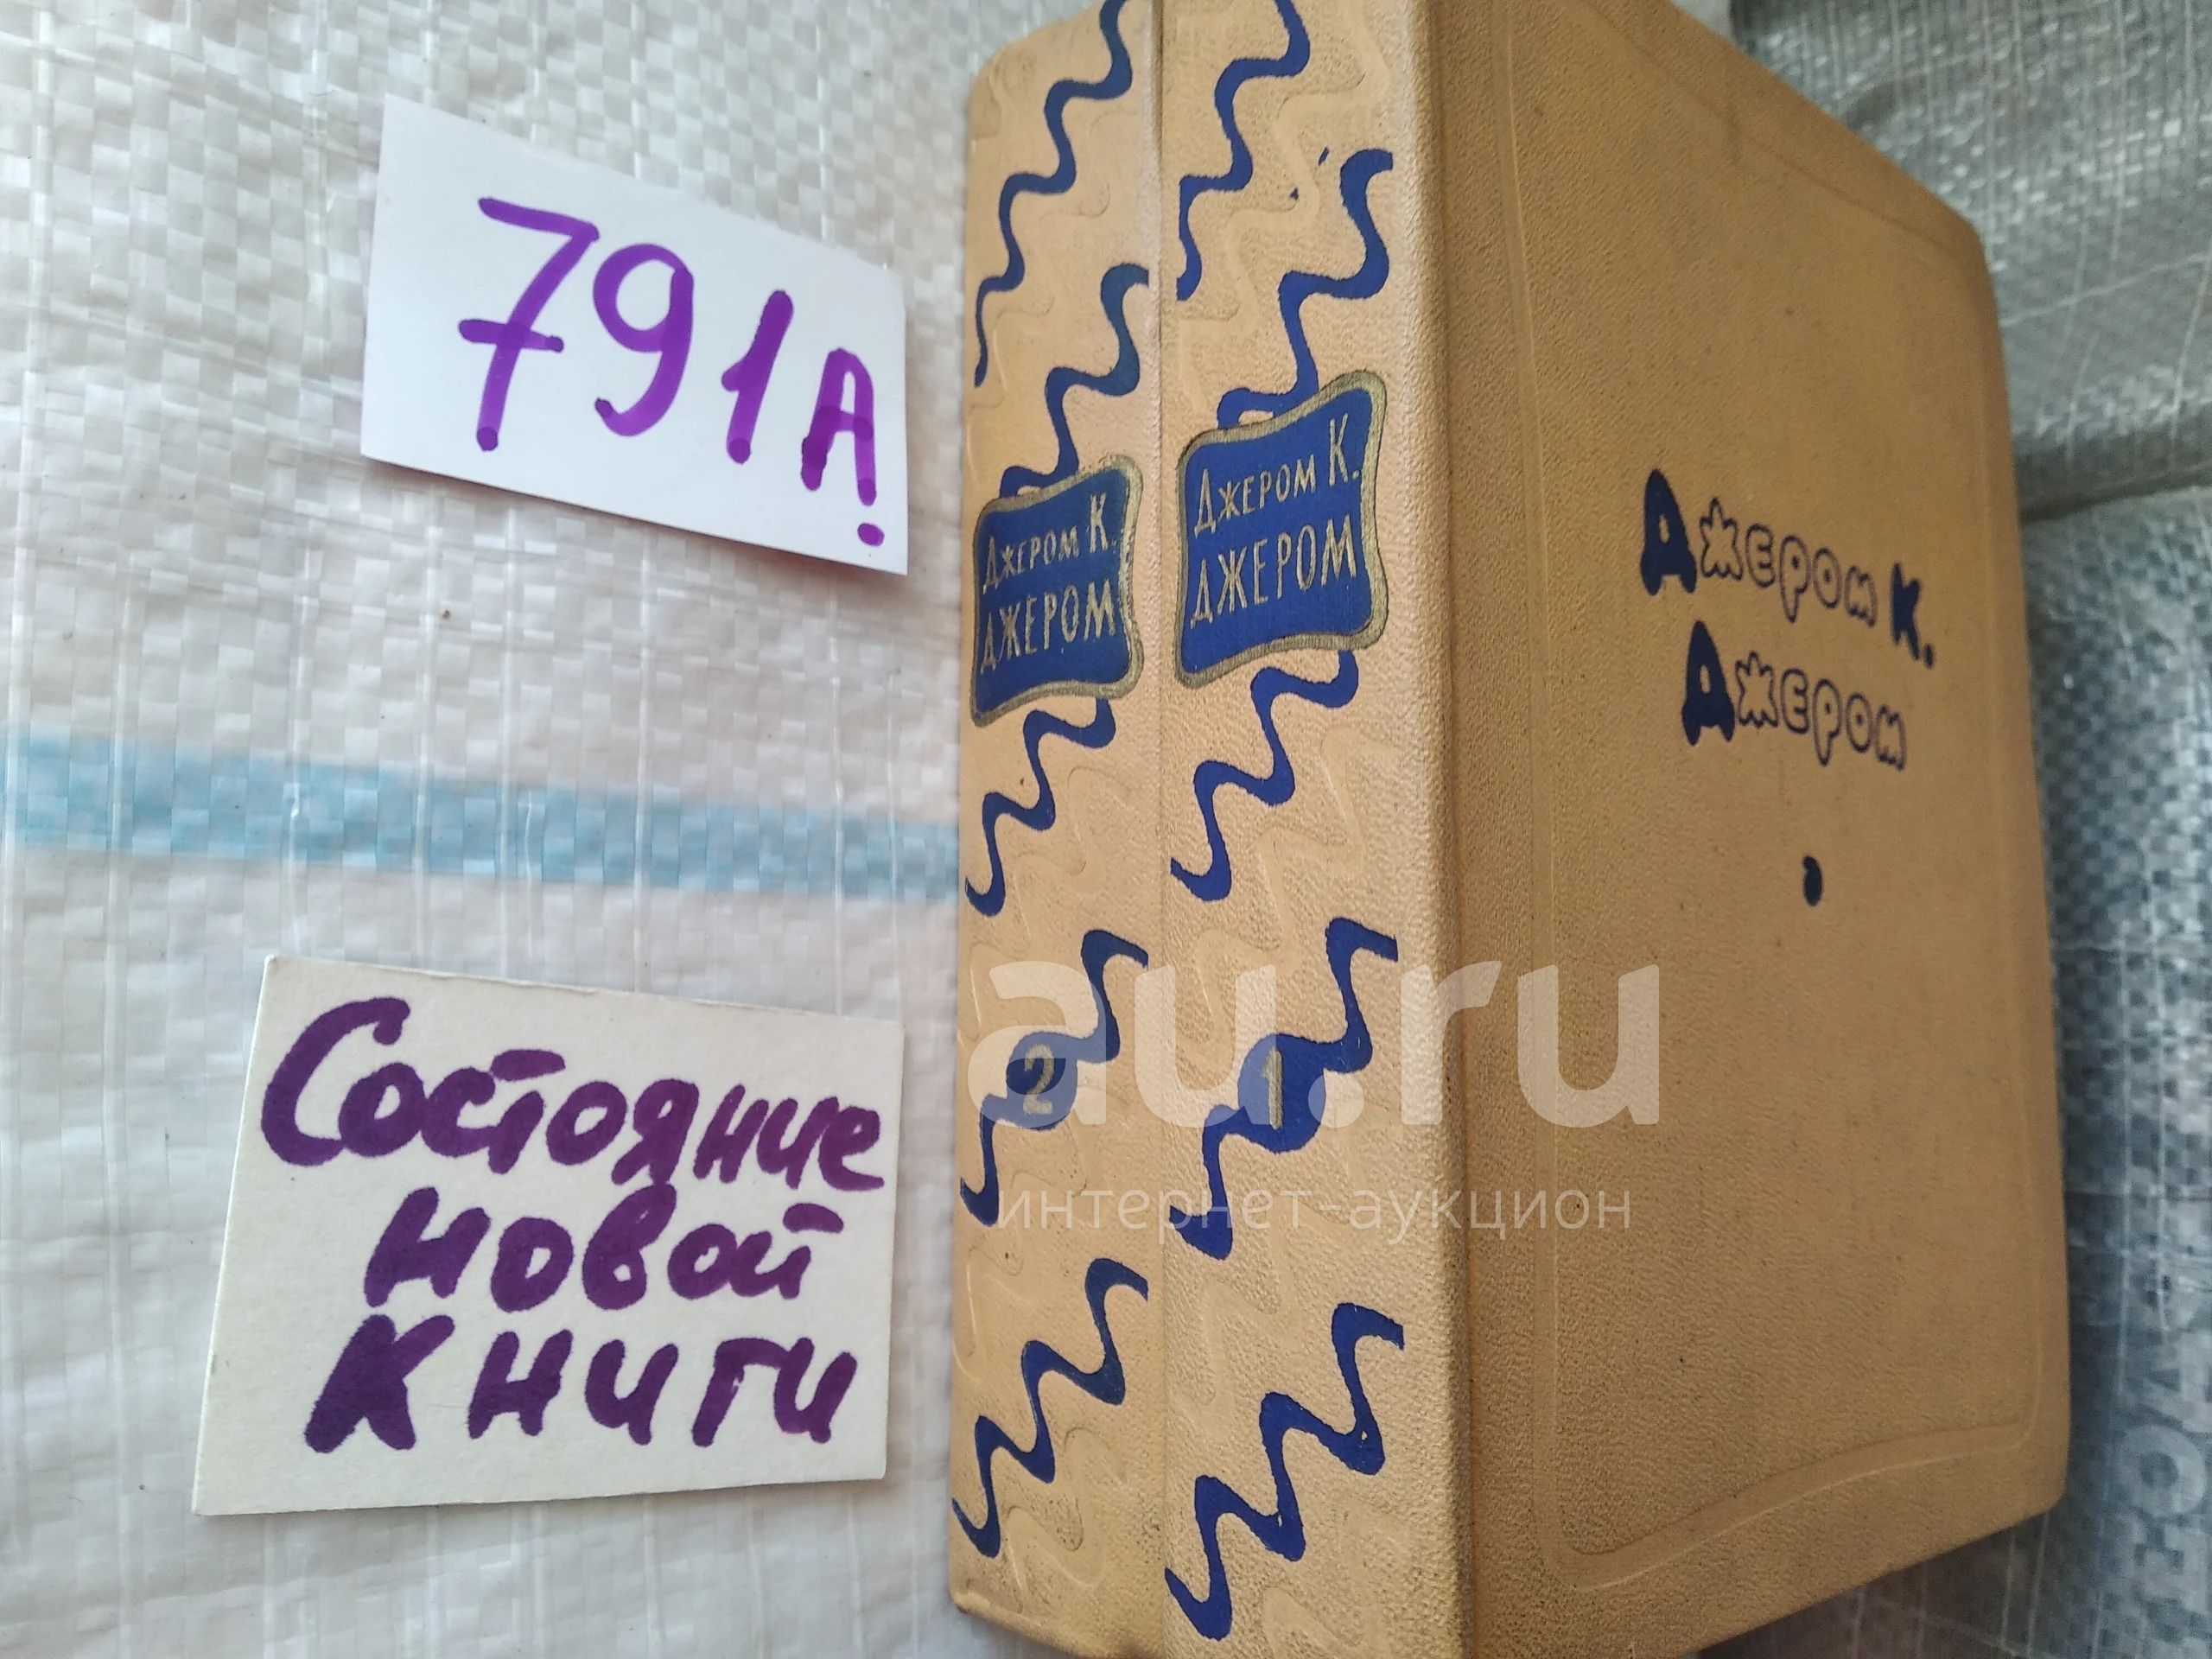 791А!
Состояние
новой
книги
Джером К.
Джером
2
Джером К.
Джером
1
Джером К.
Джером
au.ru
интернет-аукцион